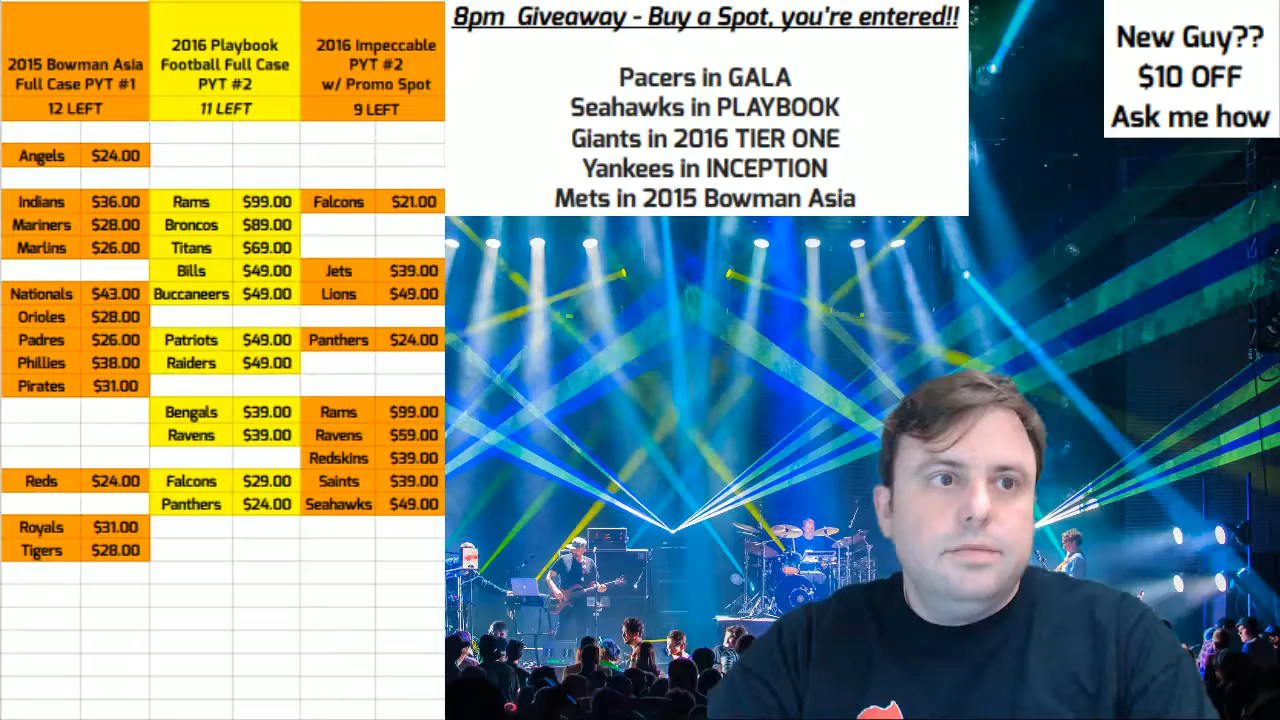 2015 Bowman Asia
Full Case PYT #1
12 LEFT
Angels $24.00
Indians $36.00
Mariners $28.00
Marlins $26.00
Nationals $43.00
Orioles $28.00
Padres $26.00
Phillies $38.00
Pirates $31.00
Reds $24.00
Royals $31.00
Tigers $28.00
2016 Playbook
Football Full Case
PYT #2
11 LEFT
Rams $99.00
Broncos $89.00
Titans $69.00
Bills $49.00
Buccaneers $49.00
Patriots $49.00
Raiders $49.00
Bengals $39.00
Ravens $39.00
Falcons $29.00
Panthers $24.00
2016 Impeccable
PYT #2
w/ Promo Spot
9 LEFT
Falcons $21.00
Jets $39.00
Lions $49.00
Panthers $24.00
Rams $99.00
Ravens $59.00
Redskins $39.00
Saints $39.00
Seahawks $49.00
8pm Giveaway - Buy a Spot, you're entered!!
Pacers in GALA
Seahawks in PLAYBOOK
Giants in 2016 TIER ONE
Yankees in INCEPTION
Mets in 2015 Bowman Asia
New Guy??
$10 OFF
Ask me how